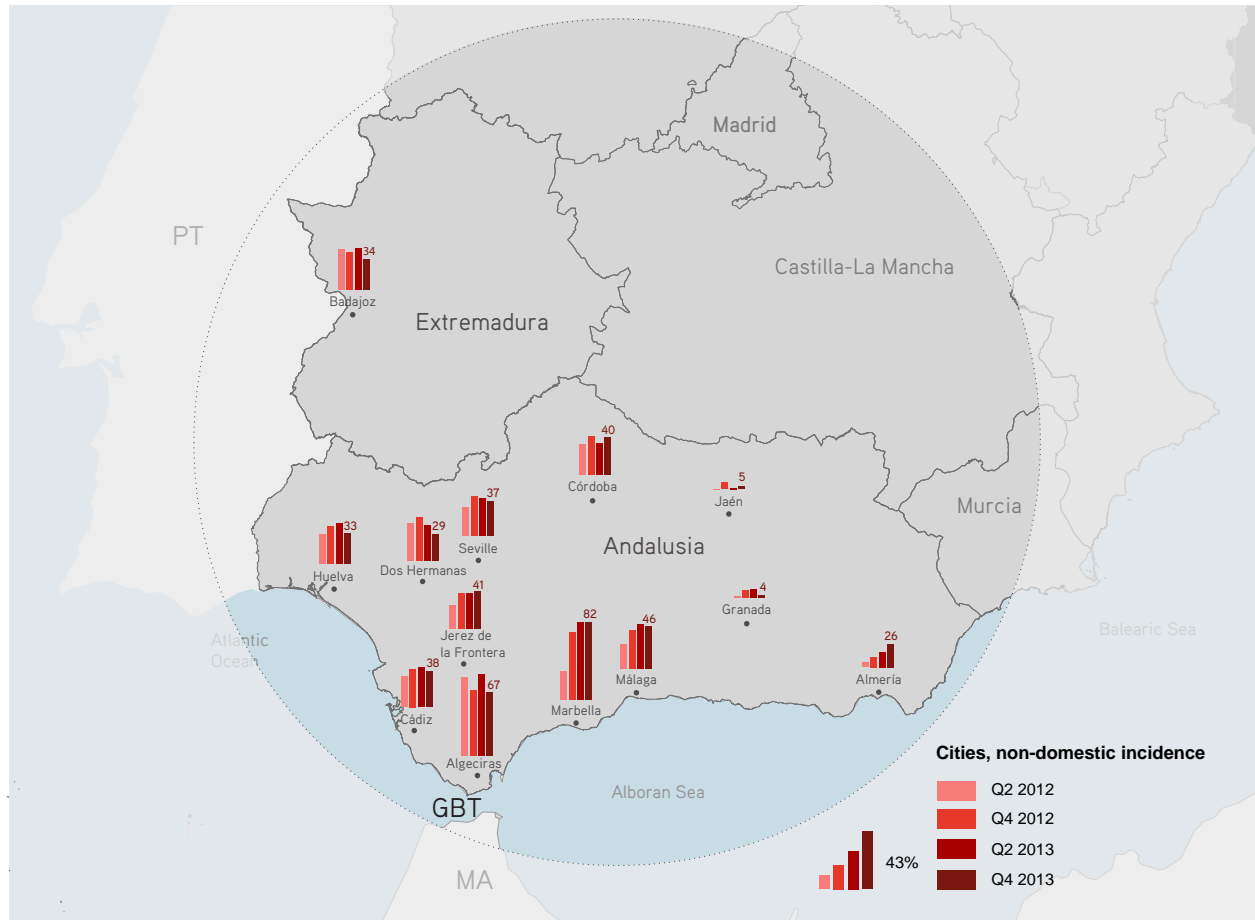 Madrid
PT
Castilla-La Mancha
34
Badajoz
Extremadura
40
Córdoba
5
Jaén
Murcia
37
Seville
33
Huelva
29
Dos Hermanas
Andalusia
4
Granada
41
Jerez de
la Frontera
82
Marbella
46
Málaga
26
Almería
Balearic Sea
Atlantic
Ocean
38
Cádiz
67
Algeciras
GBT
Alboran Sea
MA
Cities, non-domestic incidence
Q2 2012
Q4 2012
Q2 2013
Q4 2013
43%